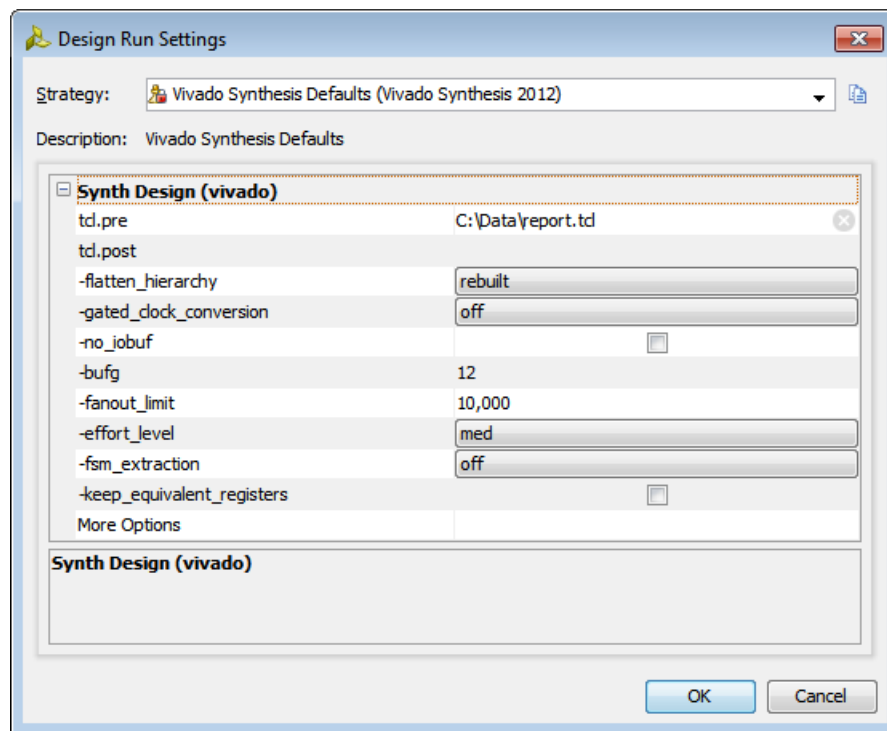 Design Run Settings
Strategy: Vivado Synthesis Defaults (Vivado Synthesis 2012)
Description: Vivado Synthesis Defaults
Synth Design (vivado)
tcl.pre C:\Data\report.tcl
tcl.post
-flatten_hierarchy rebuilt
-gated_clock_conversion off
-no_iobuf
-bufg 12
-fanout_limit 10,000
-effort_level med
-fsm_extraction off
-keep_equivalent_registers
More Options
Synth Design (vivado)
OK Cancel